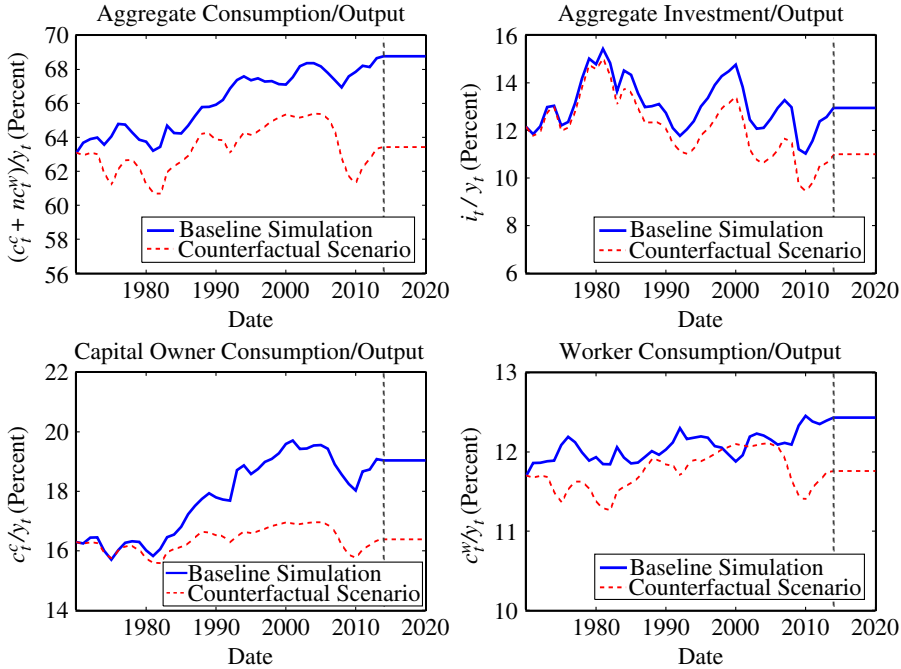 Aggregate Consumption/Output
(c_t^c + nc_t^w)/y_t (Percent)
70
68
66
64
62
60
58
56
Baseline Simulation
Counterfactual Scenario
1980 1990 2000 2010 2020
Date
Aggregate Investment/Output
i_t / y_t (Percent)
16
14
12
10
8
6
Baseline Simulation
Counterfactual Scenario
1980 1990 2000 2010 2020
Date
Capital Owner Consumption/Output
c_t^c/y_t (Percent)
22
20
18
16
14
Baseline Simulation
Counterfactual Scenario
1980 1990 2000 2010 2020
Date
Worker Consumption/Output
c_t^w/y_t (Percent)
13
12
11
10
Baseline Simulation
Counterfactual Scenario
1980 1990 2000 2010 2020
Date